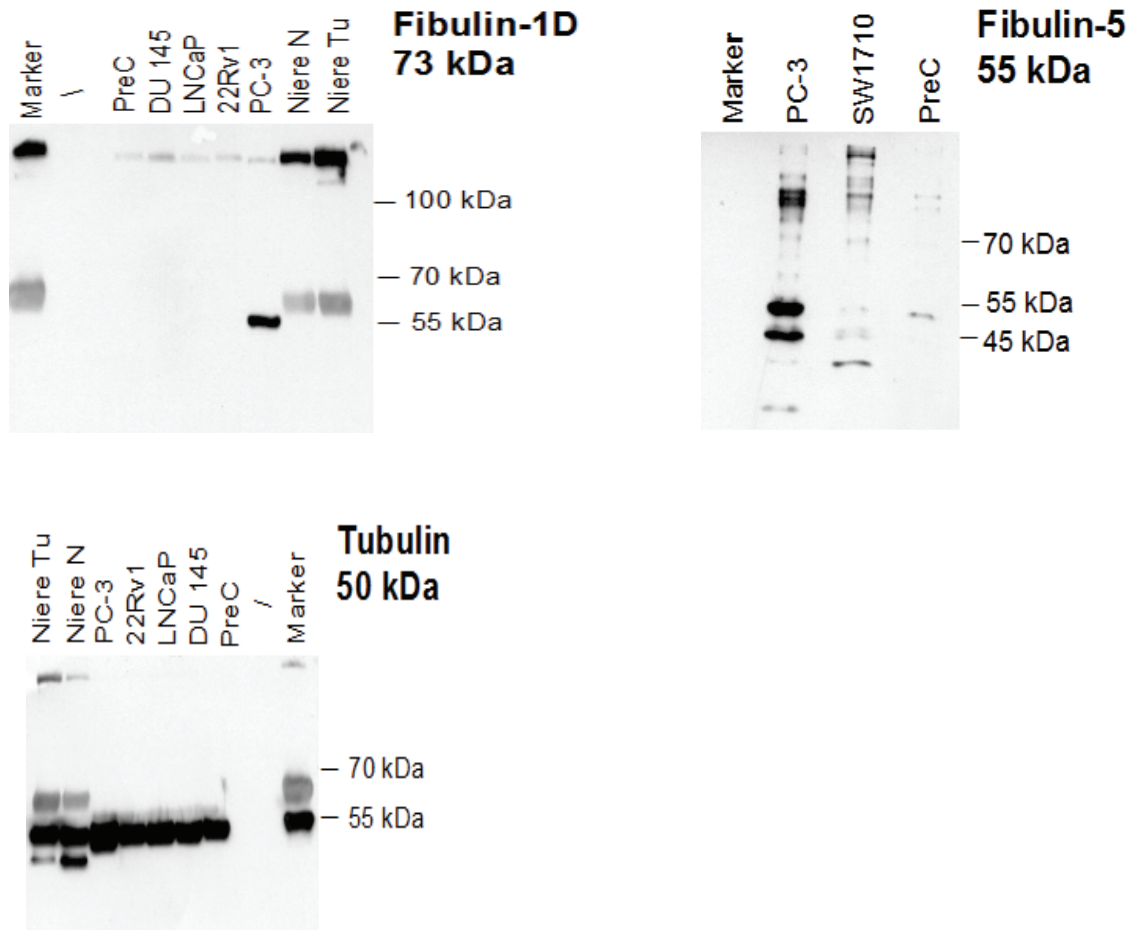 Marker
\
PreC
DU 145
LNCaP
22Rv1
PC-3
Niere N
Niere Tu
Fibulin-1D
73 kDa
100 kDa
70 kDa
55 kDa
Marker
PC-3
SW1710
PreC
Fibulin-5
55 kDa
70 kDa
55 kDa
45 kDa
Niere Tu
Niere N
PC-3
22Rv1
LNCaP
DU 145
PreC
/
Marker
Tubulin
50 kDa
70 kDa
55 kDa